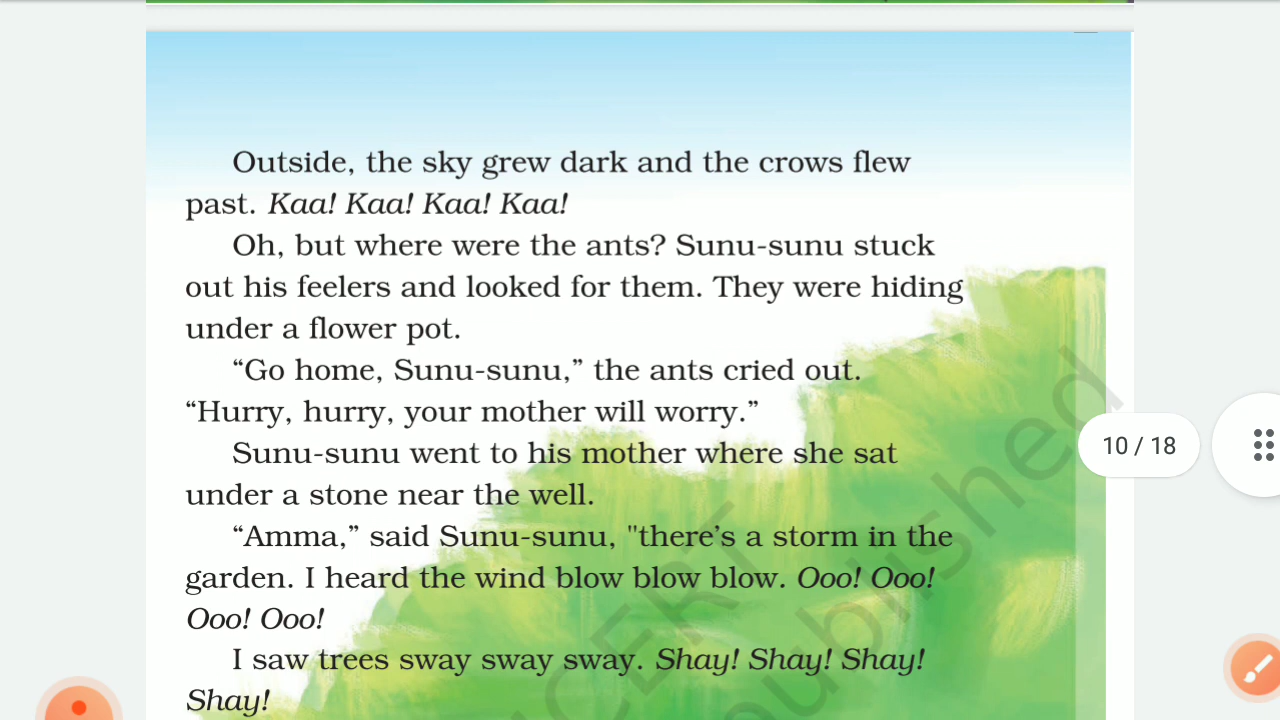 Outside, the sky grew dark and the crows flew
past. Kaa! Kaa! Kaa! Kaa!
Oh, but where were the ants? Sunu-sunu stuck
out his feelers and looked for them. They were hiding
under a flower pot.
“Go home, Sunu-sunu,” the ants cried out.
“Hurry, hurry, your mother will worry.”
Sunu-sunu went to his mother where she sat
under a stone near the well.
“Amma,” said Sunu-sunu, "there’s a storm in the
garden. I heard the wind blow blow blow. Ooo! Ooo!
Ooo! Ooo!
I saw trees sway sway sway. Shay! Shay! Shay!
Shay!
10 / 18
NCERT
published